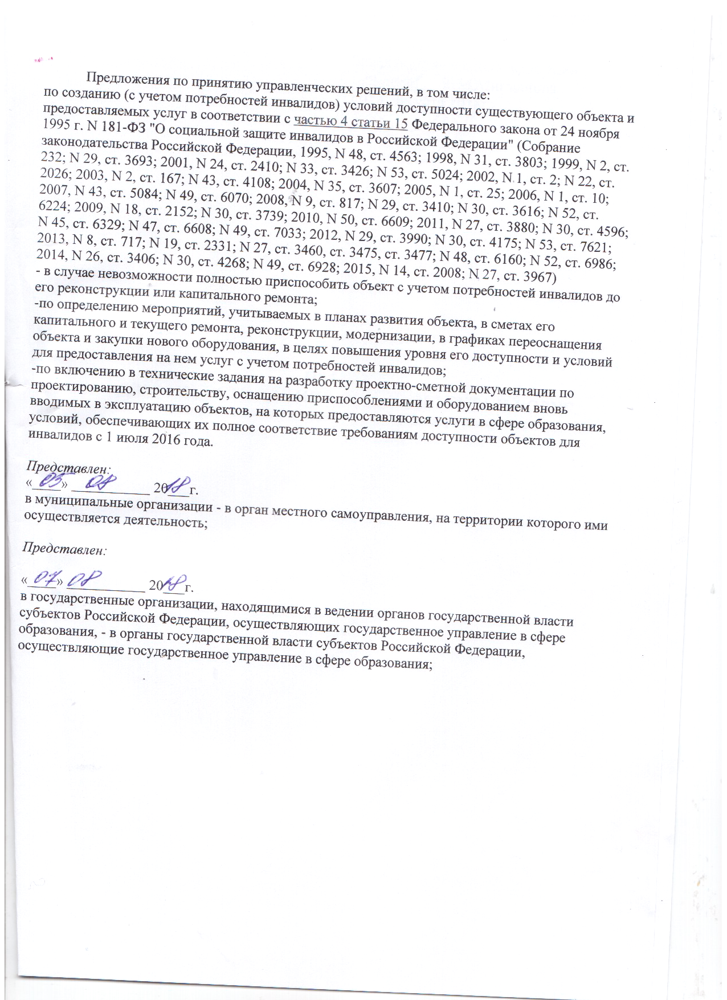 Предложения по принятию управленческих решений, в том числе:
по созданию (с учетом потребностей инвалидов) условий доступности существующего объекта и
предоставляемых услуг в соответствии с частью 4 статьи 15 Федерального закона от 24 ноября
1995 г. N 181-ФЗ "О социальной защите инвалидов в Российской Федерации" (Собрание
законодательства Российской Федерации, 1995, N 48, ст. 4563; 1998, N 31, ст. 3803; 1999, N 2, ст.
232; N 29, ст. 3693; 2001, N 24, ст. 2410; N 33, ст. 3426; N 53, ст. 5024; 2002, N 1, ст. 2; N 22, ст.
2026; 2003, N 2, ст. 167; N 43, ст. 4108; 2004, N 35, ст. 3607; 2005, N 1, ст. 25; 2006, N 1, ст. 10;
2007, N 43, ст. 5084; N 49, ст. 6070; 2008, N 9, ст. 817; N 29, ст. 3410; N 30, ст. 3616; N 52, ст.
6224; 2009, N 18, ст. 2152; N 30, ст. 3739; 2010, N 50, ст. 6609; 2011, N 27, ст. 3880; N 30, ст. 4596;
N 45, ст. 6329; N 47, ст. 6608; N 49, ст. 7033; 2012, N 29, ст. 3990; N 30, ст. 4175; N 53, ст. 7621;
2013, N 8, ст. 717; N 19, ст. 2331; N 27, ст. 3460, ст. 3475, ст. 3477; N 48, ст. 6160; N 52, ст. 6986;
2014, N 26, ст. 3406; N 30, ст. 4268; N 49, ст. 6928; 2015, N 14, ст. 2008; N 27, ст. 3967)
- в случае невозможности полностью приспособить объект с учетом потребностей инвалидов до
его реконструкции или капитального ремонта;
-по определению мероприятий, учитываемых в планах развития объекта, в сметах его
капитального и текущего ремонта, реконструкции, модернизации, в графиках переоснащения
объекта и закупки нового оборудования, в целях повышения уровня его доступности и условий
для предоставления на нем услуг с учетом потребностей инвалидов;
-по включению в технические задания на разработку проектно-сметной документации по
проектированию, строительству, оснащению приспособлениями и оборудованием вновь
вводимых в эксплуатацию объектов, на которых предоставляются услуги в сфере образования,
условий, обеспечивающих их полное соответствие требованиям доступности объектов для
инвалидов с 1 июля 2016 года.
Представлен:
«03» 08 2018 г.
в муниципальные организации - в орган местного самоуправления, на территории которого ими
осуществляется деятельность;
Представлен:
«07» 08 2018 г.
в государственные организации, находящимися в ведении органов государственной власти
субъектов Российской Федерации, осуществляющих государственное управление в сфере
образования, - в органы государственной власти субъектов Российской Федерации,
осуществляющие государственное управление в сфере образования;